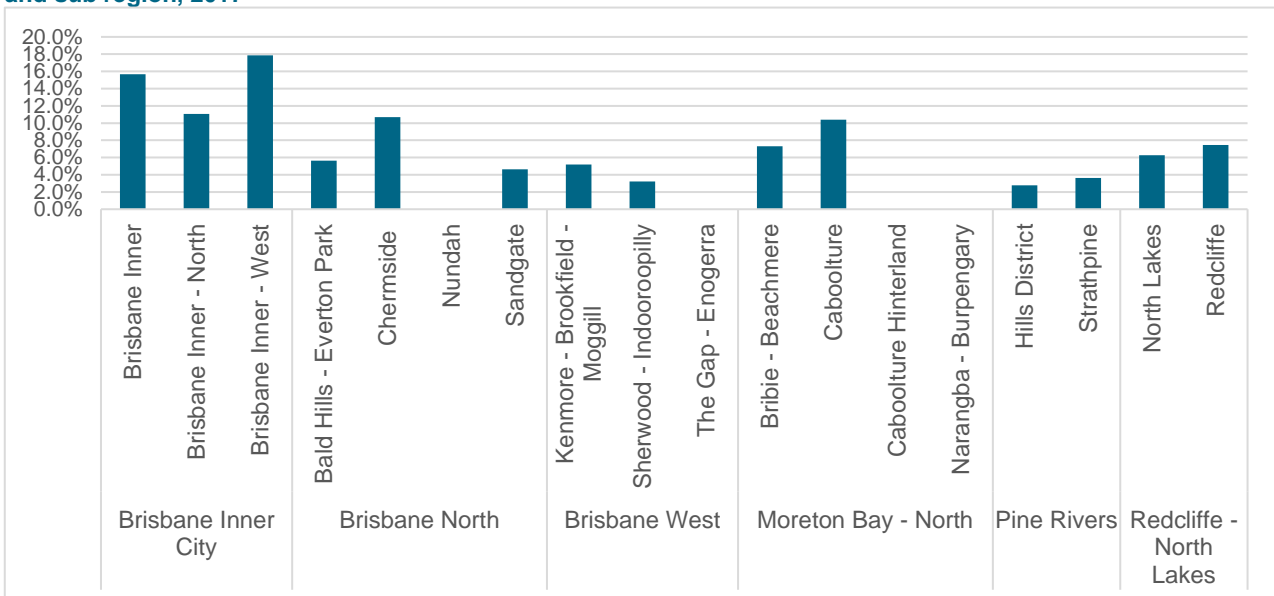 and sub region, 2017
20.0%
18.0%
16.0%
14.0%
12.0%
10.0%
8.0%
6.0%
4.0%
2.0%
0.0%
Brisbane Inner
Brisbane Inner - North
Brisbane Inner - West
Bald Hills - Everton Park
Chermside
Nundah
Sandgate
Kenmore - Brookfield -
Moggill
Sherwood - Indooroopilly
The Gap - Enogerra
Bribie - Beachmere
Caboolture
Caboolture Hinterland
Narangba - Burpengary
Hills District
Strathpine
North Lakes
Redcliffe
Brisbane Inner
City
Brisbane North
Brisbane West
Moreton Bay - North
Pine Rivers
Redcliffe -
North
Lakes